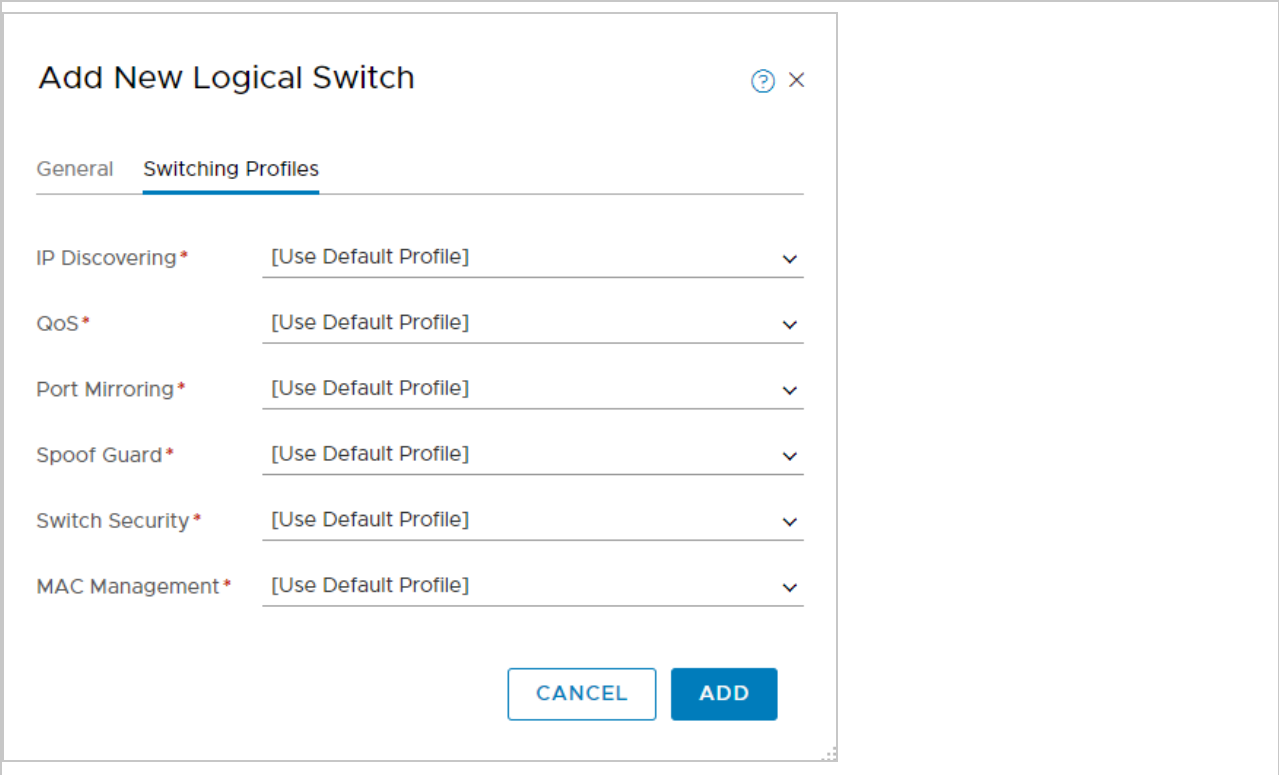 Add New Logical Switch
General Switching Profiles
IP Discovering* [Use Default Profile]
QoS* [Use Default Profile]
Port Mirroring* [Use Default Profile]
Spoof Guard* [Use Default Profile]
Switch Security* [Use Default Profile]
MAC Management* [Use Default Profile]
CANCEL ADD